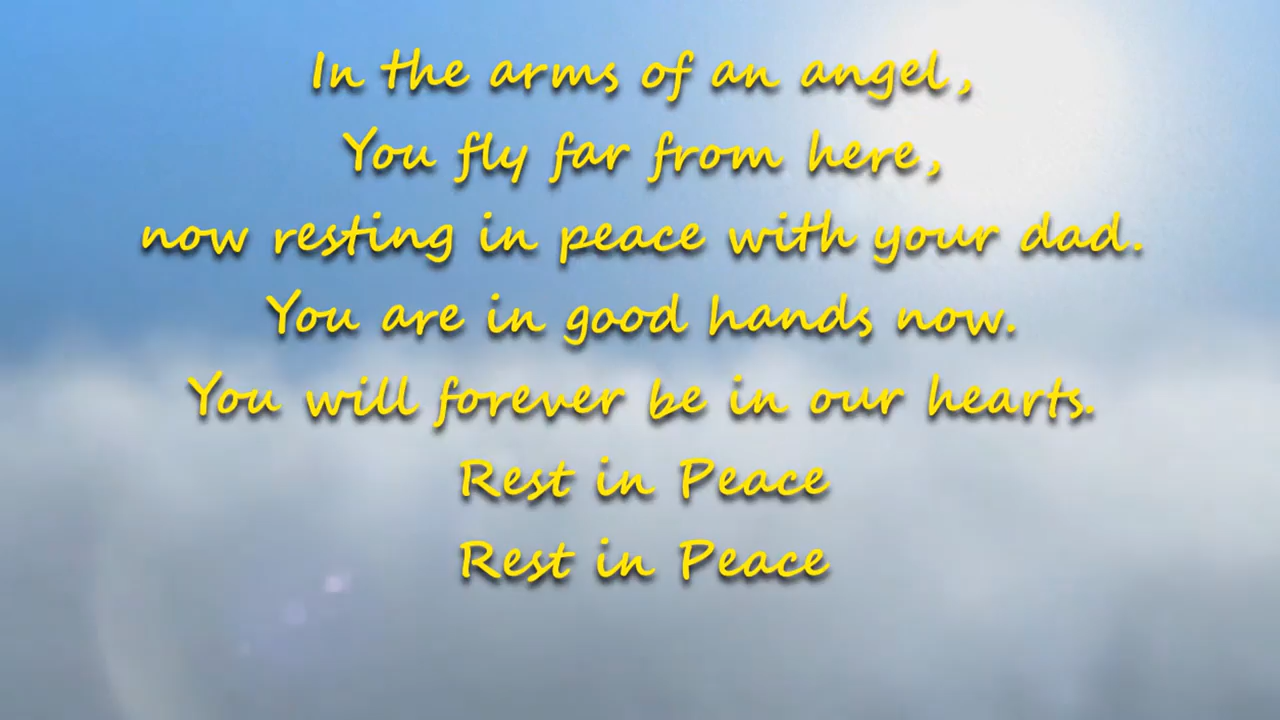 In the arms of an angel,
You fly far from here,
now resting in peace with your dad.
You are in good hands now.
You will forever be in our hearts.
Rest in Peace
Rest in Peace